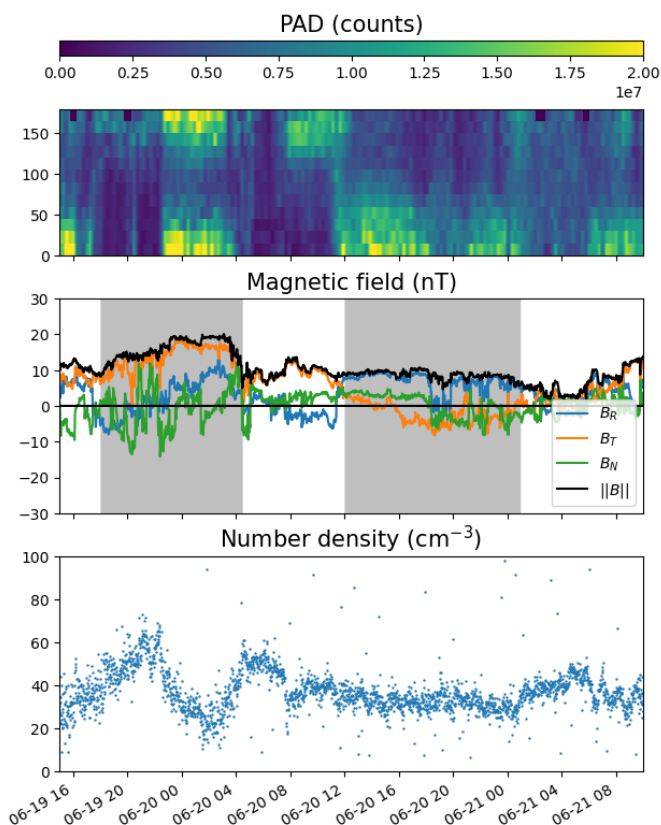 PAD (counts)
0.00 0.25 0.50 0.75 1.00 1.25 1.50 1.75 2.00
1e7
150
100
50
0
Magnetic field (nT)
30
20
10
0
−10
−20
−30
B_R
B_T
B_N
||B||
Number density (cm⁻³)
100
80
60
40
20
0
06-19 16 06-19 20 06-20 00 06-20 04 06-20 08 06-20 12 06-20 16 06-20 20 06-21 00 06-21 04 06-21 08